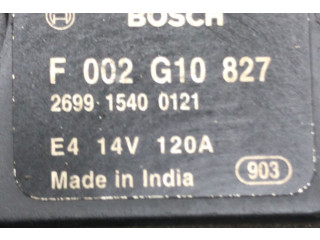 BOSCH
F 002 G10 827
2699 1540 0121
E4 14V 120A
Made in India 903